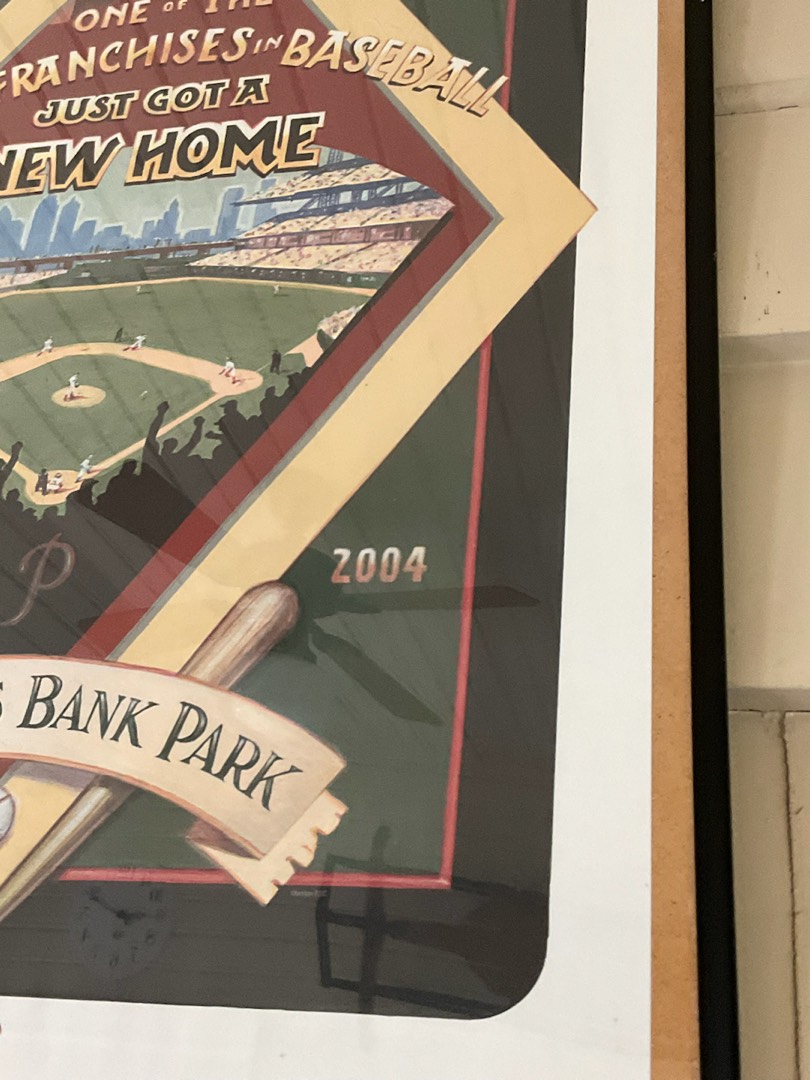 ONE OF THE
FRANCHISES IN BASEBALL
JUST GOT A
NEW HOME
P
2004
S BANK PARK